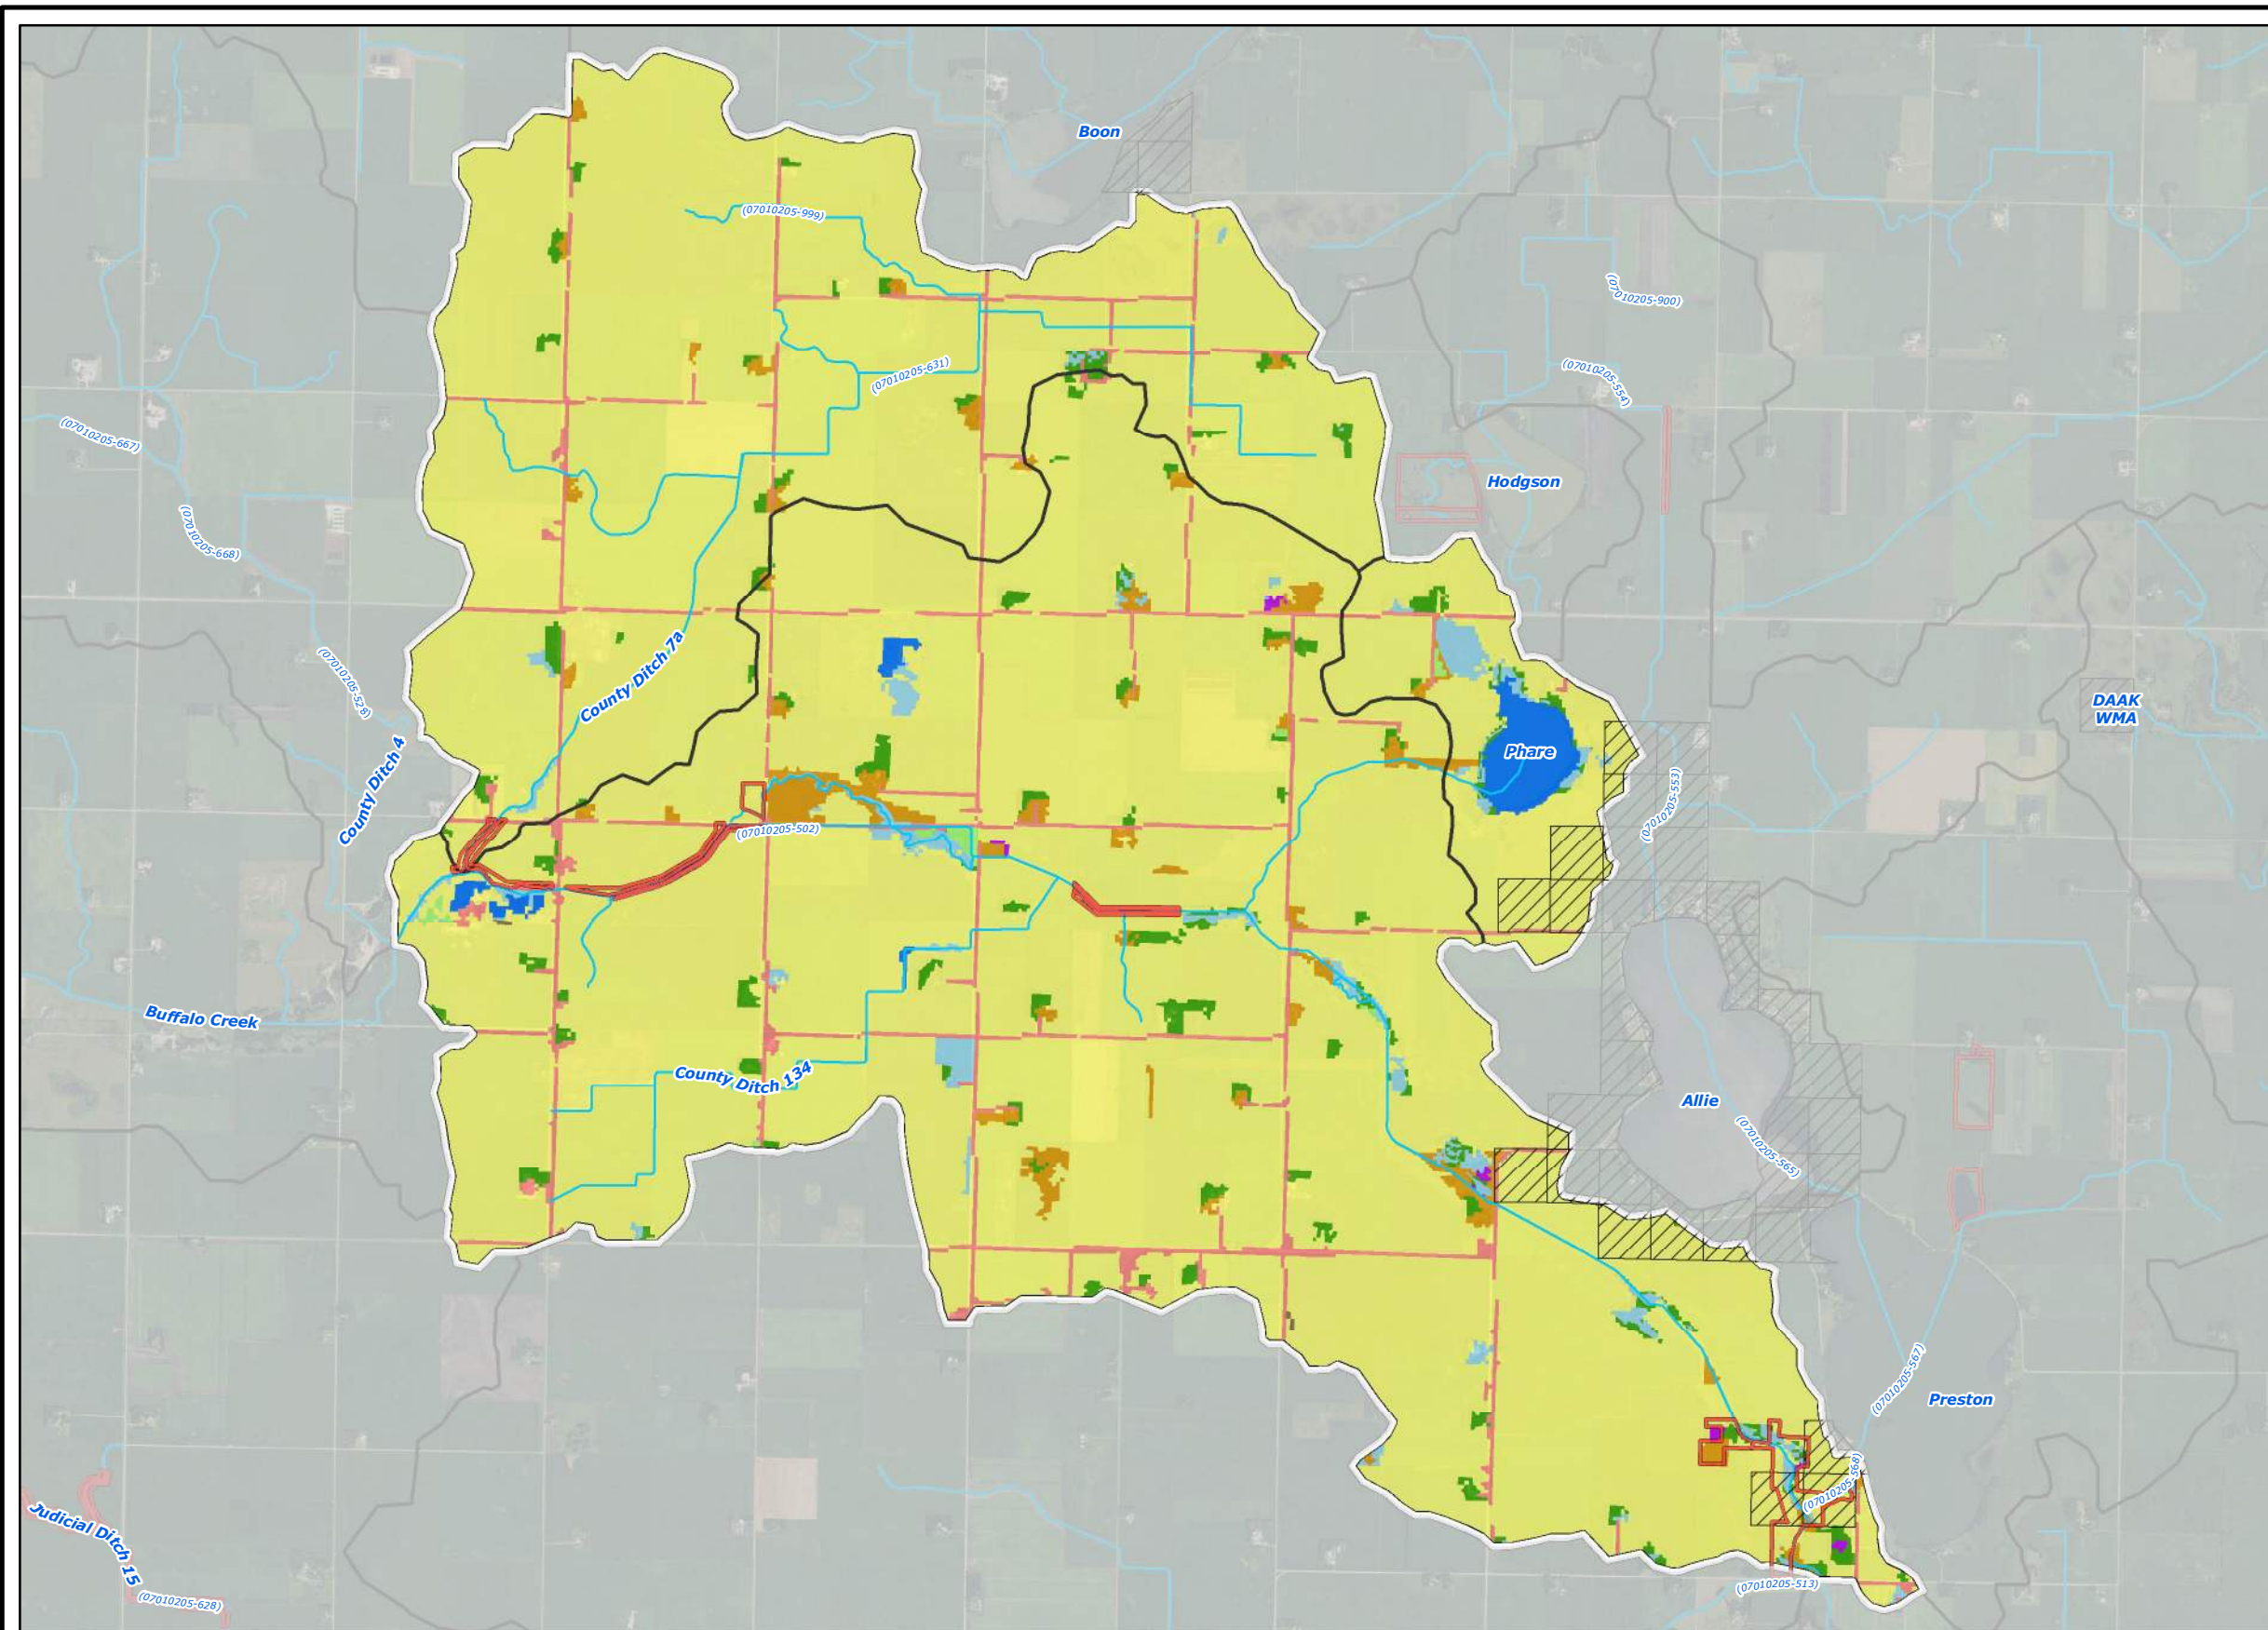 Boon
(07010205-999)
(07010205-900)
(07010205-631)
(07010205-554)
(07010205-667)
Hodgson
(07010205-668)
(07010205-528)
County Ditch 7a
DAAK
WMA
County Ditch 4
Phare
(07010205-553)
(07010205-502)
Buffalo Creek
County Ditch 134
Allie
(07010205-565)
(07010205-567)
Preston
(07010205-568)
Judicial Ditch 15
(07010205-513)
(07010205-628)